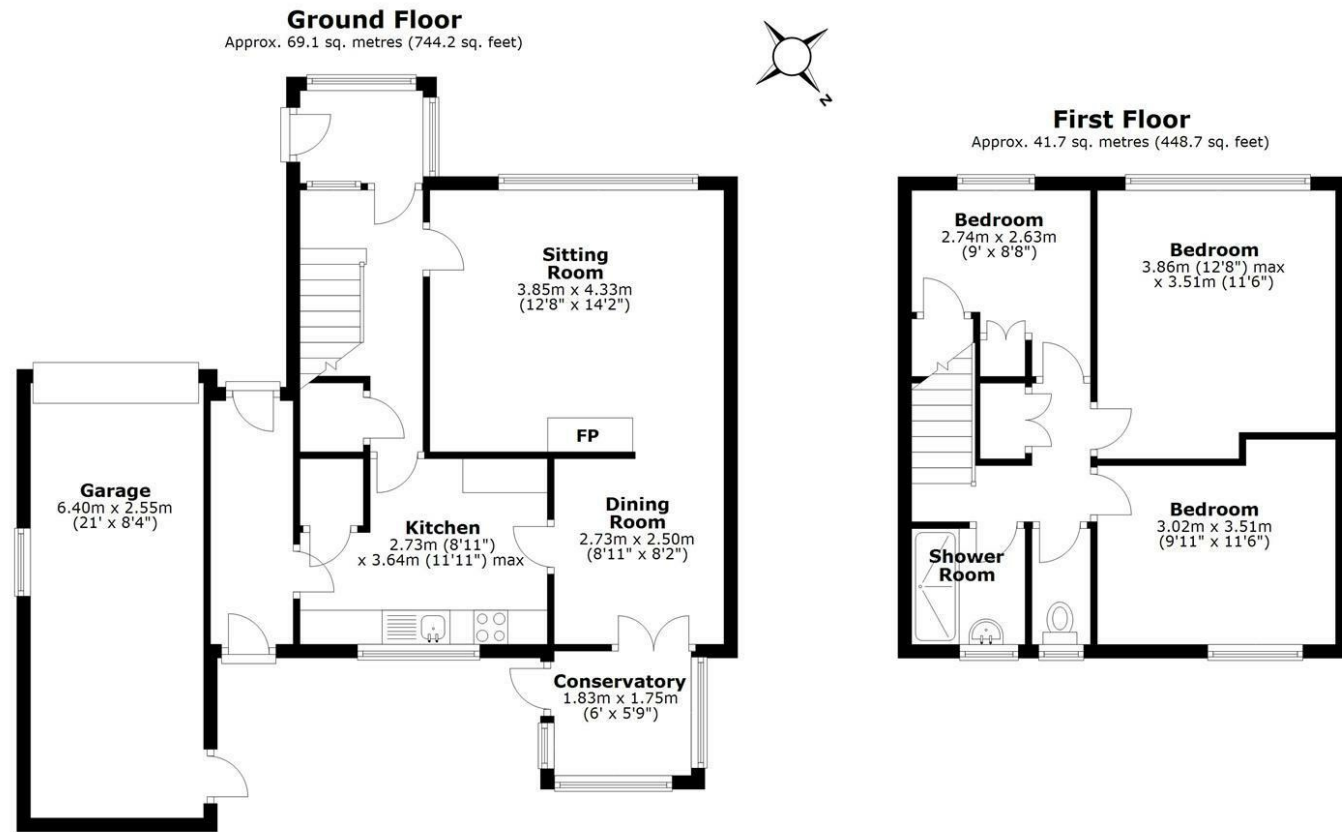 Ground Floor
Approx. 69.1 sq. metres (744.2 sq. feet)
N
First Floor
Approx. 41.7 sq. metres (448.7 sq. feet)
Sitting
Room
3.85m x 4.33m
(12'8" x 14'2")
FP
Garage
6.40m x 2.55m
(21' x 8'4")
Kitchen
2.73m (8'11")
x 3.64m (11'11") max
Dining
Room
2.73m x 2.50m
(8'11" x 8'2")
Conservatory
1.83m x 1.75m
(6' x 5'9")
Bedroom
2.74m x 2.63m
(9' x 8'8")
Bedroom
3.86m (12'8") max
x 3.51m (11'6")
Bedroom
3.02m x 3.51m
(9'11" x 11'6")
Shower
Room